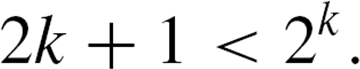 2k + 1 < 2^k.